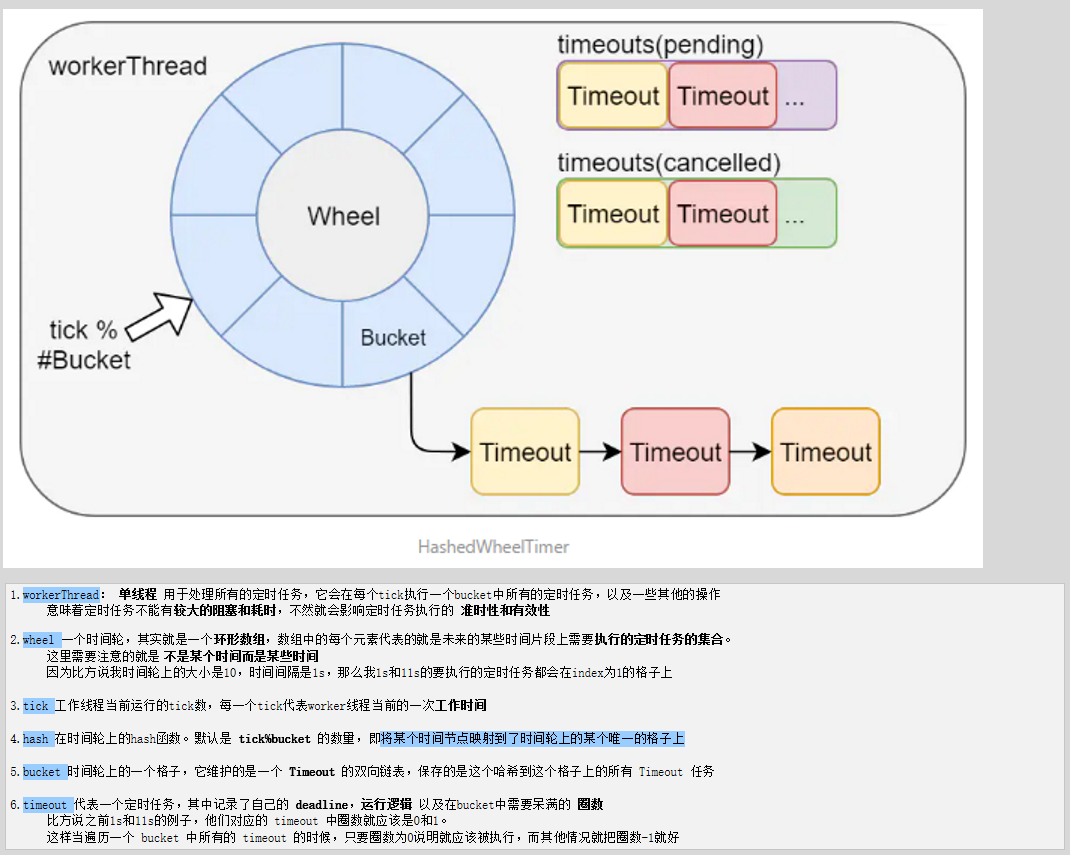 workerThread
timeouts(pending)
Timeout Timeout ...
timeouts(cancelled)
Timeout Timeout ...
Wheel
tick %
#Bucket
Bucket
Timeout Timeout Timeout
HashedWheelTimer
1. workerThread： 单线程 用于处理所有的定时任务，它会在每个tick执行一个bucket中所有的定时任务，以及一些其他的操作
意味着定时任务不能有较大的阻塞和耗时，不然就会影响定时任务执行的 准时性和有效性
2. wheel 一个时间轮，其实就是一个环形数组，数组中的每个元素代表的就是未来的某些时间片段上需要执行的定时任务的集合。
这里需要注意的就是 不是某个时间而是某些时间
因为比方说我时间轮上的大小是10，时间间隔是1s，那么我1s和11s的要执行的定时任务都会在index为1的格子上
3. tick 工作线程当前运行的tick数，每一个tick代表worker线程当前的一次工作时间
4. hash 在时间轮上的hash函数。默认是 tick%bucket 的数量，即将某个时间节点映射到了时间轮上的某个唯一的格子上
5. bucket 时间轮上的一个格子，它维护的是一个 Timeout 的双向链表，保存的是这个哈希到这个格子上的所有 Timeout 任务
6. timeout 代表一个定时任务，其中记录了自己的 deadline，运行逻辑 以及在bucket中需要呆满的 圈数
比方说之前1s和11s的例子，他们对应的 timeout 中圈数就应该是0和1。
这样当遍历一个 bucket 中所有的 timeout 的时候，只要圈数为0说明就应该被执行，而其他情况就把圈数-1就好